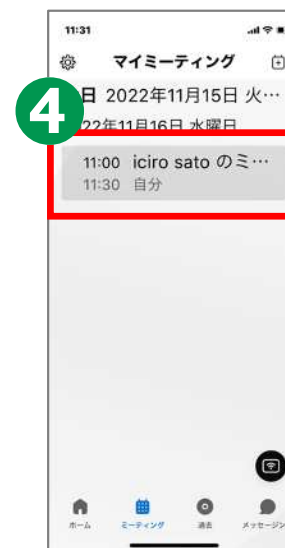 11:31
マイミーティング
4
日 2022年11月15日 火…
22年11月16日 水曜日
11:00 iciro sato のミ…
11:30 自分
ホーム
ミーティング
過去
メッセージン